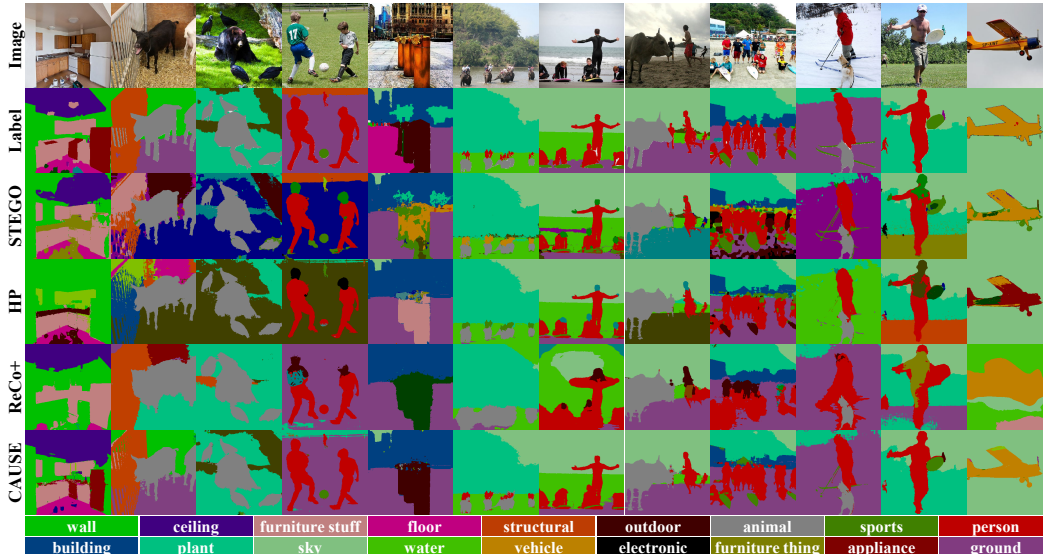 Image
Label
STEGO
HP
ReCo+
CAUSE
17
wall ceiling furniture stuff floor structural outdoor animal sports person
building plant sky water vehicle electronic furniture thing appliance ground